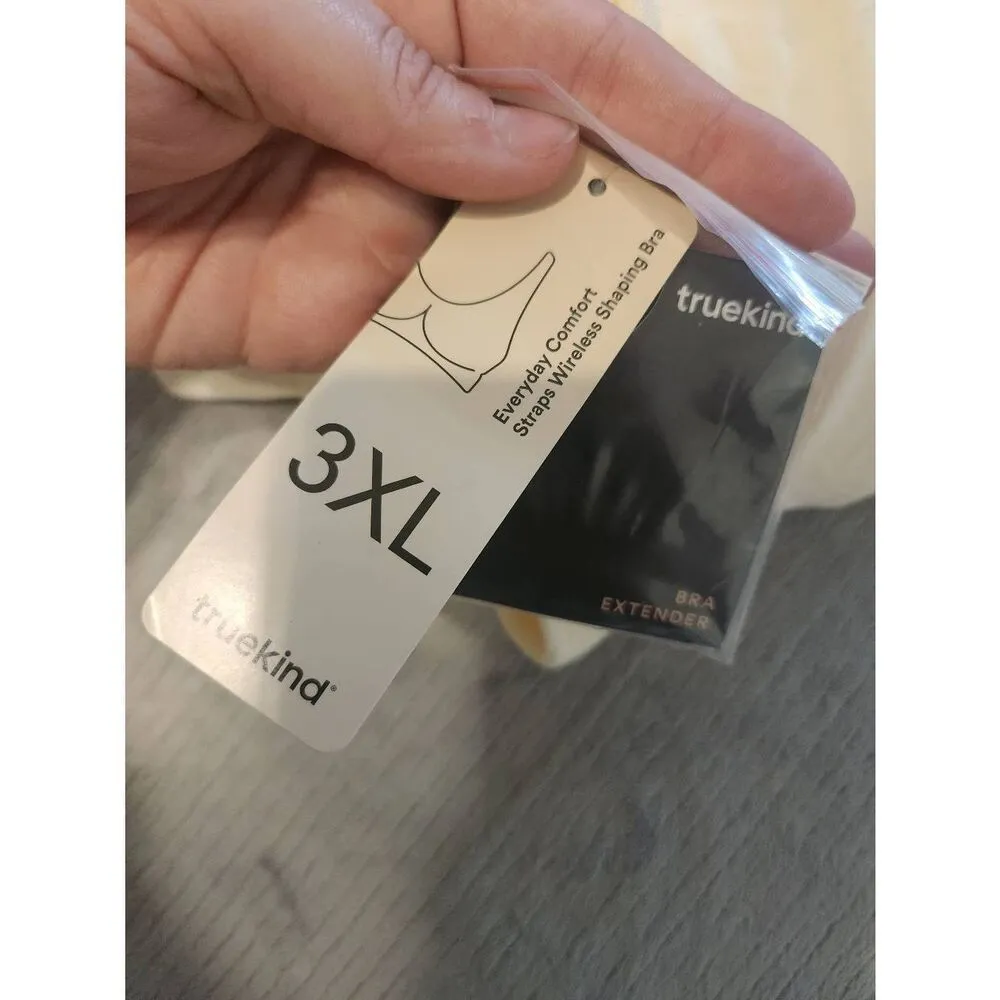 Everyday Comfort
Straps Wireless Shaping Bra
3XL
truekind®
truekind
BRA
EXTENDER